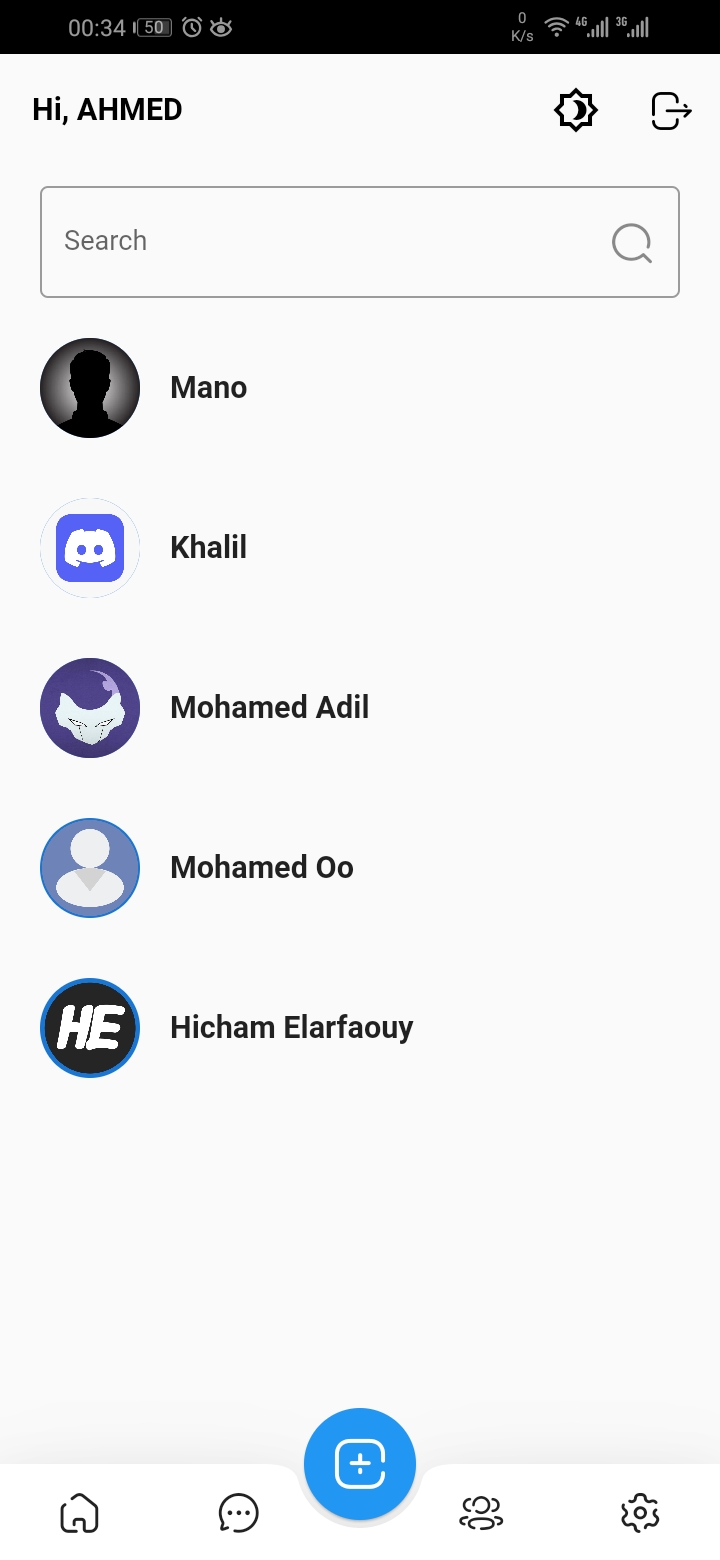 00:34 50 0 4G 3G
K/s
Hi, AHMED
Search
Mano
Khalil
Mohamed Adil
Mohamed Oo
HE Hicham Elarfaouy